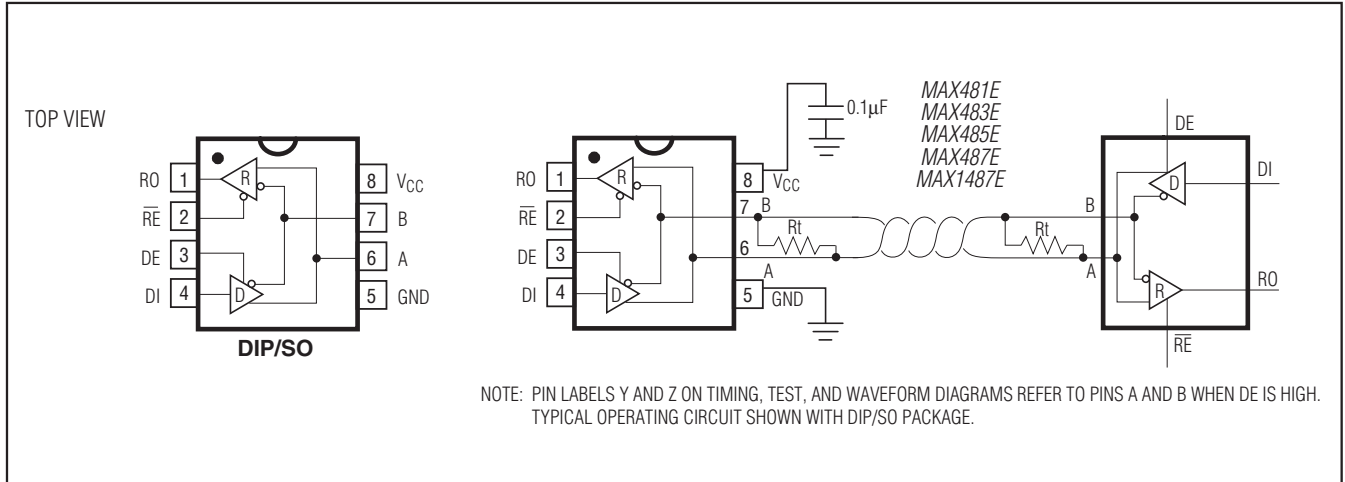 TOP VIEW
RO 1
RE 2
DE 3
DI 4
R
D
8 VCC
7 B
6 A
5 GND
DIP/SO
RO 1
RE 2
DE 3
DI 4
R
D
8 VCC
7 B
6 A
5 GND
0.1μF
Rt
MAX481E
MAX483E
MAX485E
MAX487E
MAX1487E
Rt
B
A
DE
D
DI
R
RO
RE
NOTE: PIN LABELS Y AND Z ON TIMING, TEST, AND WAVEFORM DIAGRAMS REFER TO PINS A AND B WHEN DE IS HIGH.
TYPICAL OPERATING CIRCUIT SHOWN WITH DIP/SO PACKAGE.